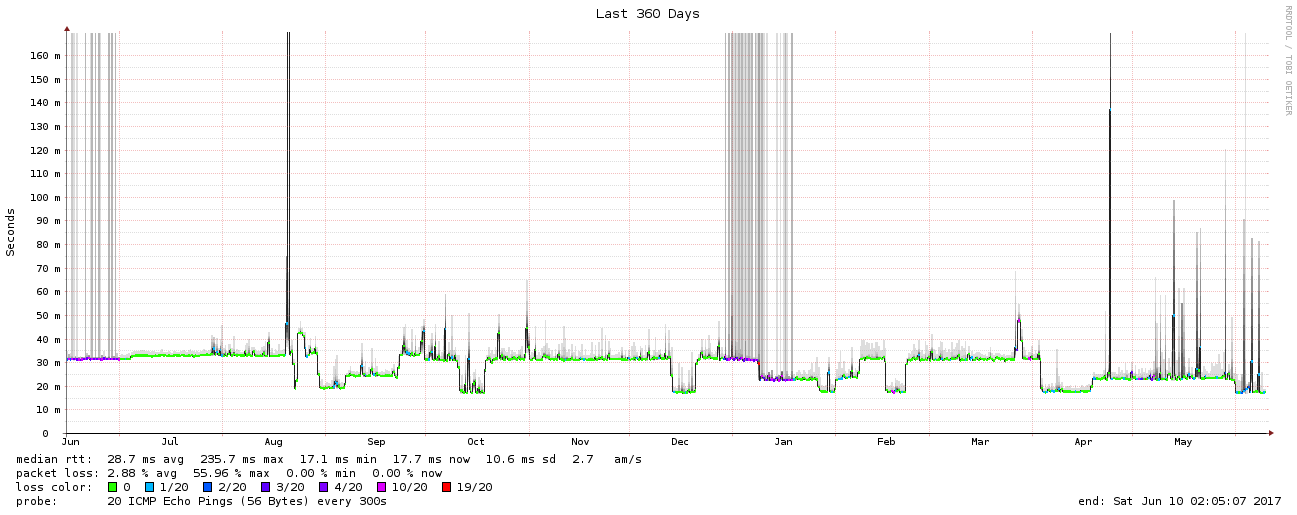 Last 360 Days
RRDTOOL / TOBI OETIKER
Seconds
160 m
150 m
140 m
130 m
120 m
110 m
100 m
90 m
80 m
70 m
60 m
50 m
40 m
30 m
20 m
10 m
0
Jun Jul Aug Sep Oct Nov Dec Jan Feb Mar Apr May
median rtt: 28.7 ms avg 235.7 ms max 17.1 ms min 17.7 ms now 10.6 ms sd 2.7 am/s
packet loss: 2.88 % avg 55.96 % max 0.00 % min 0.00 % now
loss color: 0 1/20 2/20 3/20 4/20 10/20 19/20
probe: 20 ICMP Echo Pings (56 Bytes) every 300s end: Sat Jun 10 02:05:07 2017